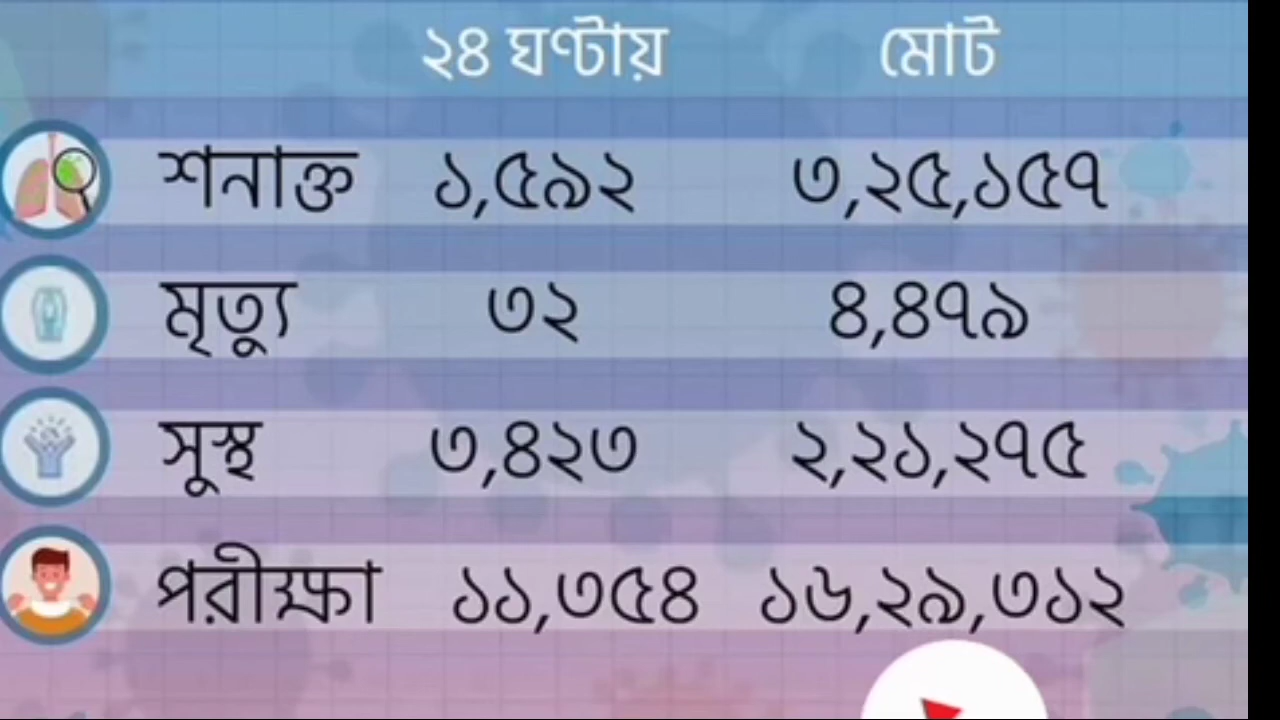 ২৪ ঘণ্টায় মোট
শনাক্ত ১,৫৯২ ৩,২৫,১৫৭
মৃত্যু ৩২ ৪,৪৭৯
সুস্থ ৩,৪২৩ ২,২১,২৭৫
পরীক্ষা ১১,৩৫৪ ১৬,২৯,৩১২